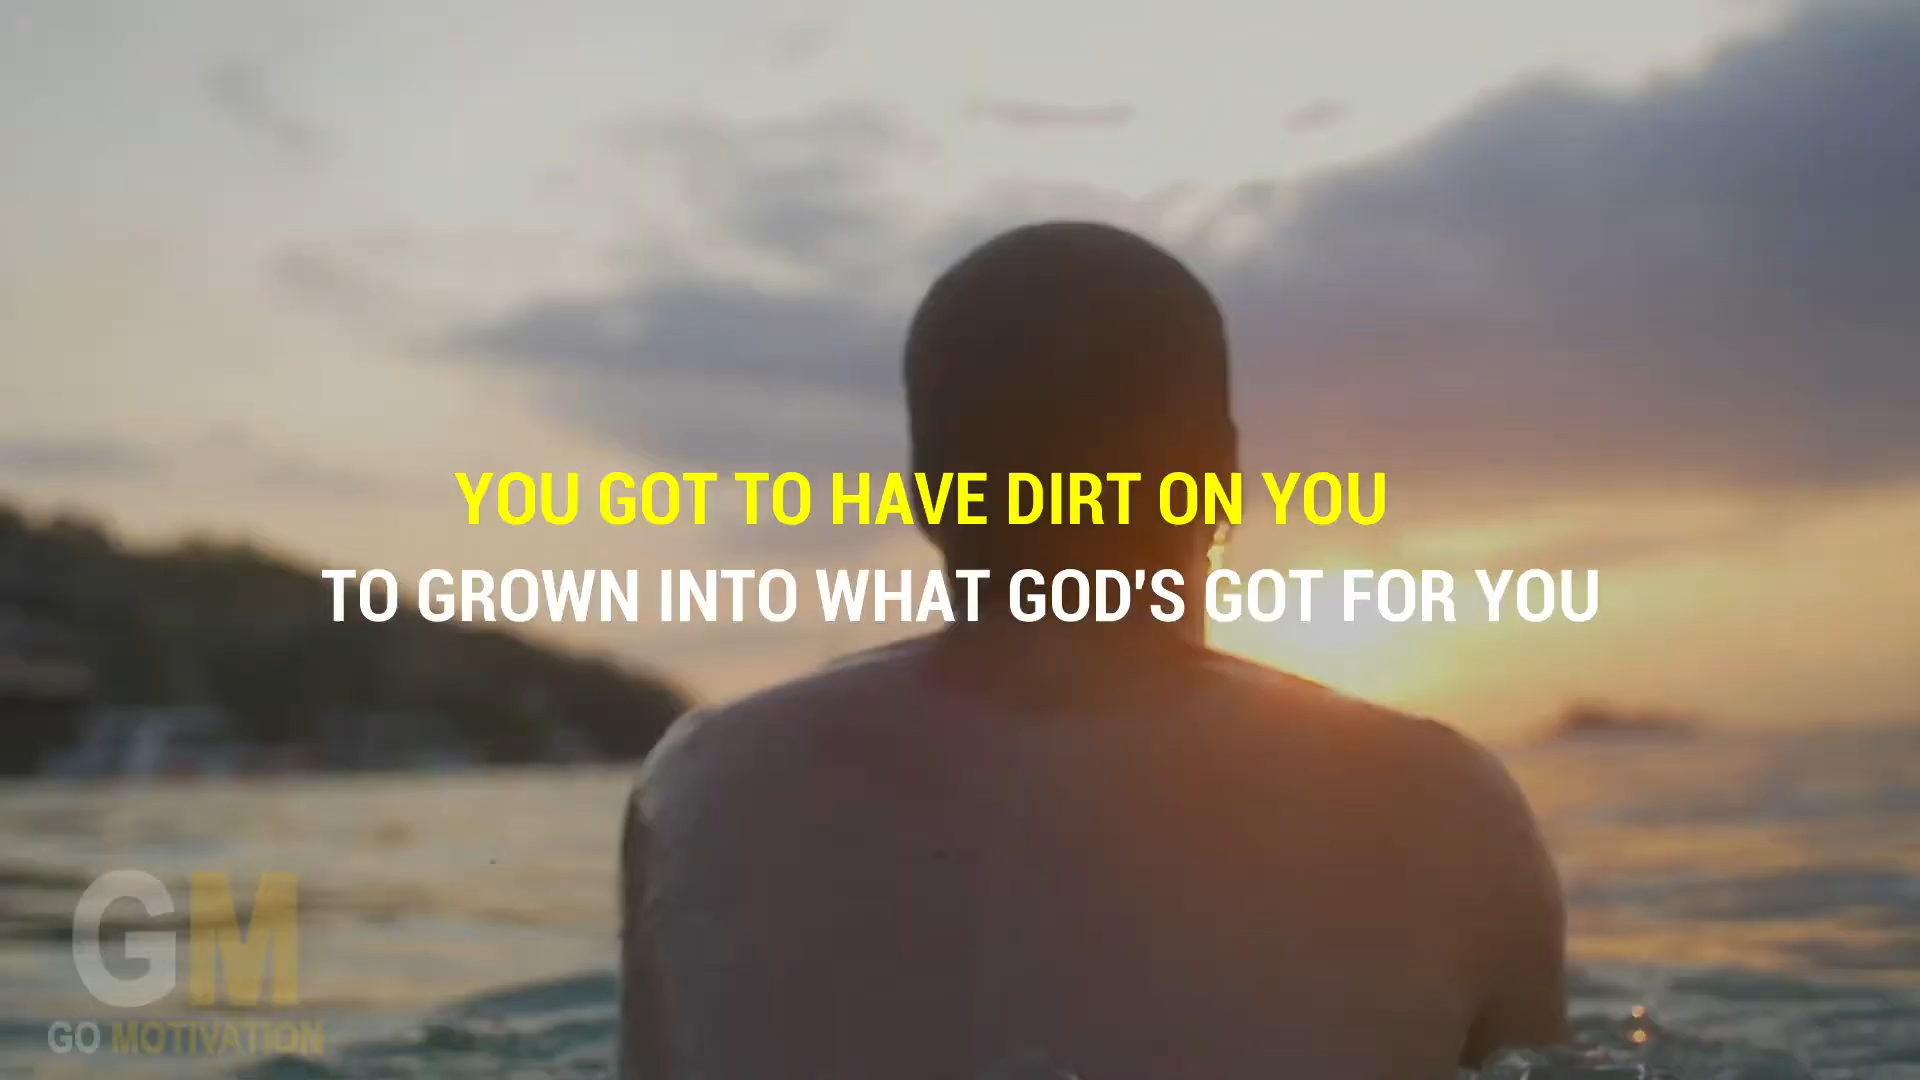 YOU GOT TO HAVE DIRT ON YOU
TO GROWN INTO WHAT GOD'S GOT FOR YOU
GM
GO MOTIVATION